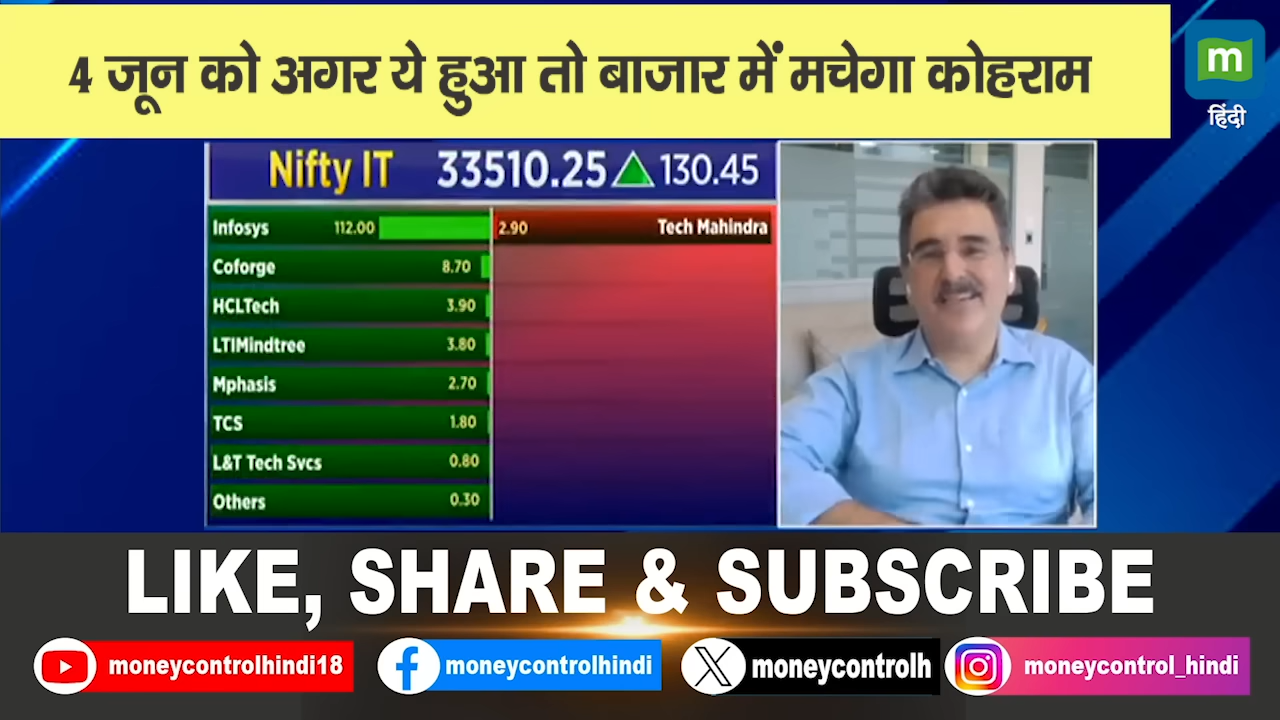 4 जून को अगर ये हुआ तो बाजार में मचेगा कोहराम
m
हिंदी
Nifty IT 33510.25 ▲ 130.45
Infosys 112.00 2.90 Tech Mahindra
Coforge 8.70
HCLTech 3.90
LTIMindtree 3.80
Mphasis 2.70
TCS 1.80
L&T Tech Svcs 0.80
Others 0.30
LIKE, SHARE & SUBSCRIBE
moneycontrolhindi18 moneycontrolhindi moneycontrolh moneycontrol_hindi